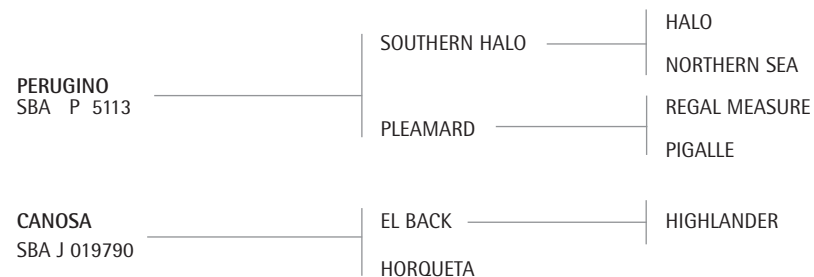 HALO
SOUTHERN HALO
NORTHERN SEA
PERUGINO
SBA P 5113
REGAL MEASURE
PLEAMARD
PIGALLE
CANOSA
SBA J 019790
EL BACK
HIGHLANDER
HORQUETA